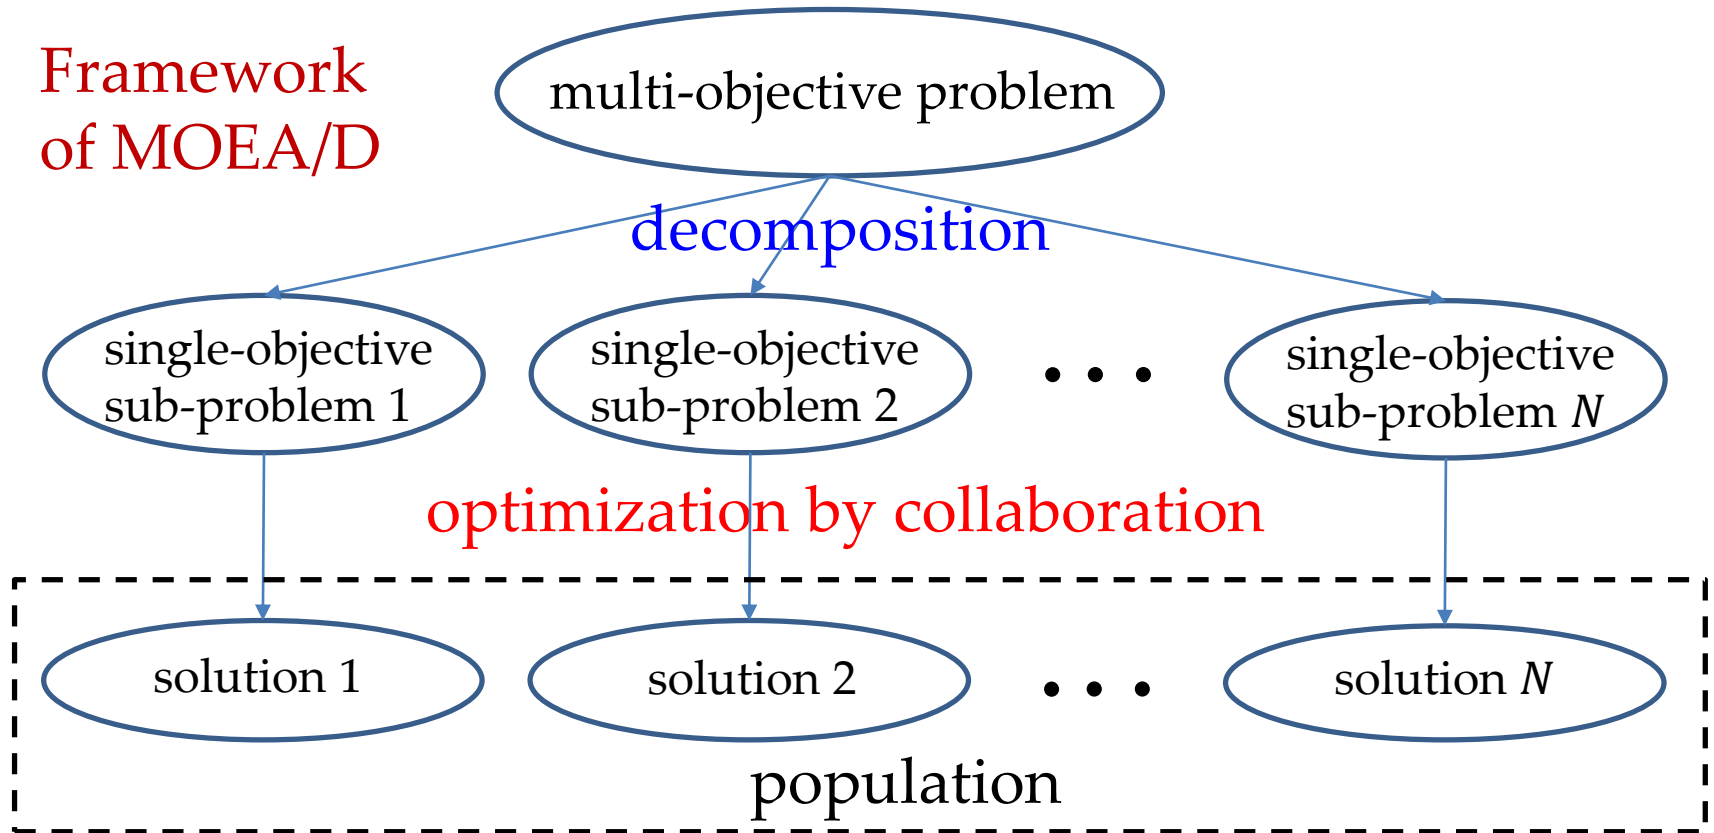 Framework
of MOEA/D
multi-objective problem
decomposition
single-objective
sub-problem 1
single-objective
sub-problem 2
• • •
single-objective
sub-problem N
optimization by collaboration
solution 1
solution 2
• • •
solution N
population